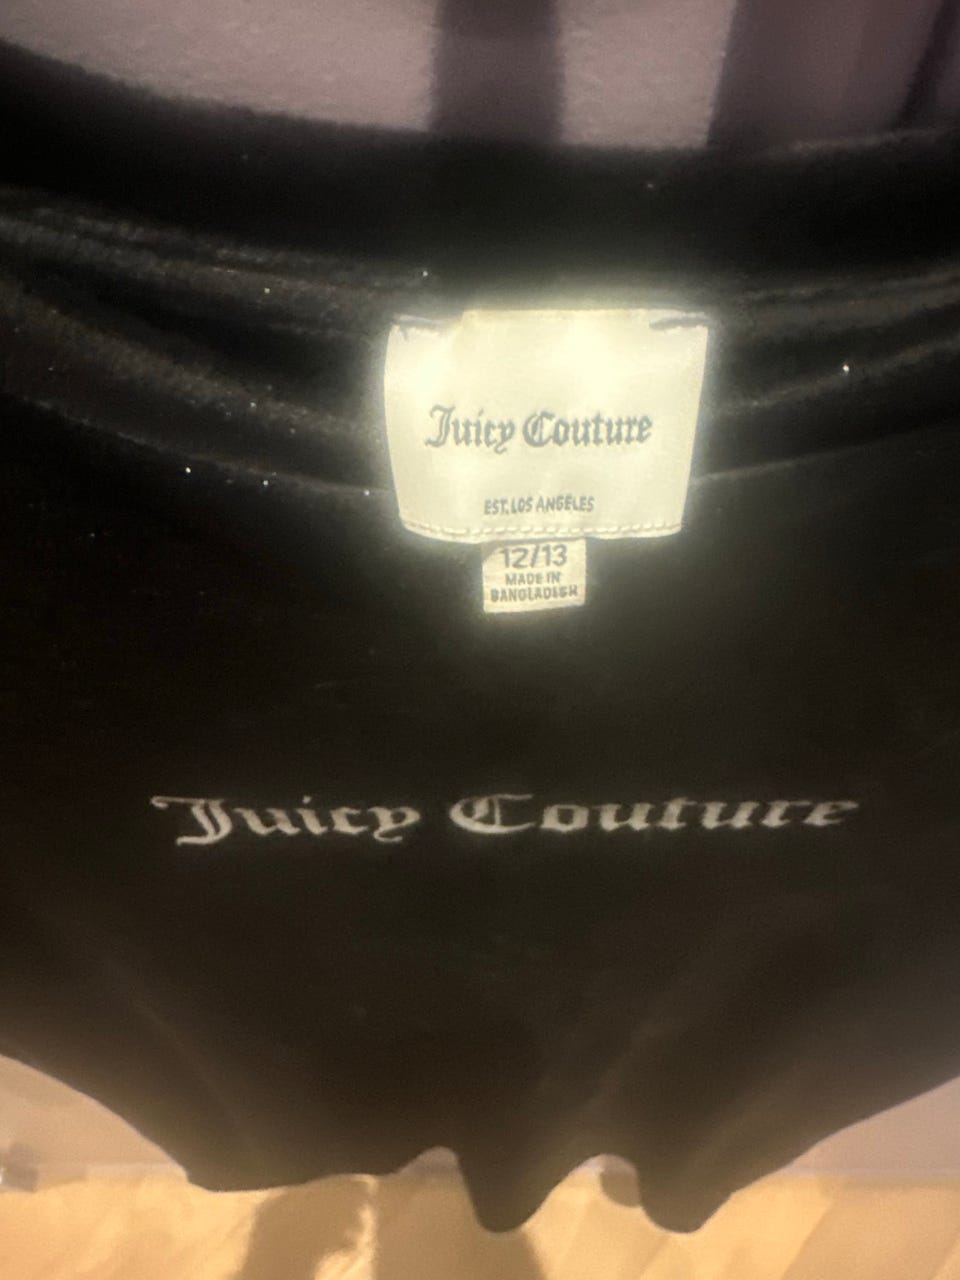 Juicy Couture
EST. LOS ANGELES
12/13
MADE IN
BANGLADESH
Juicy Couture